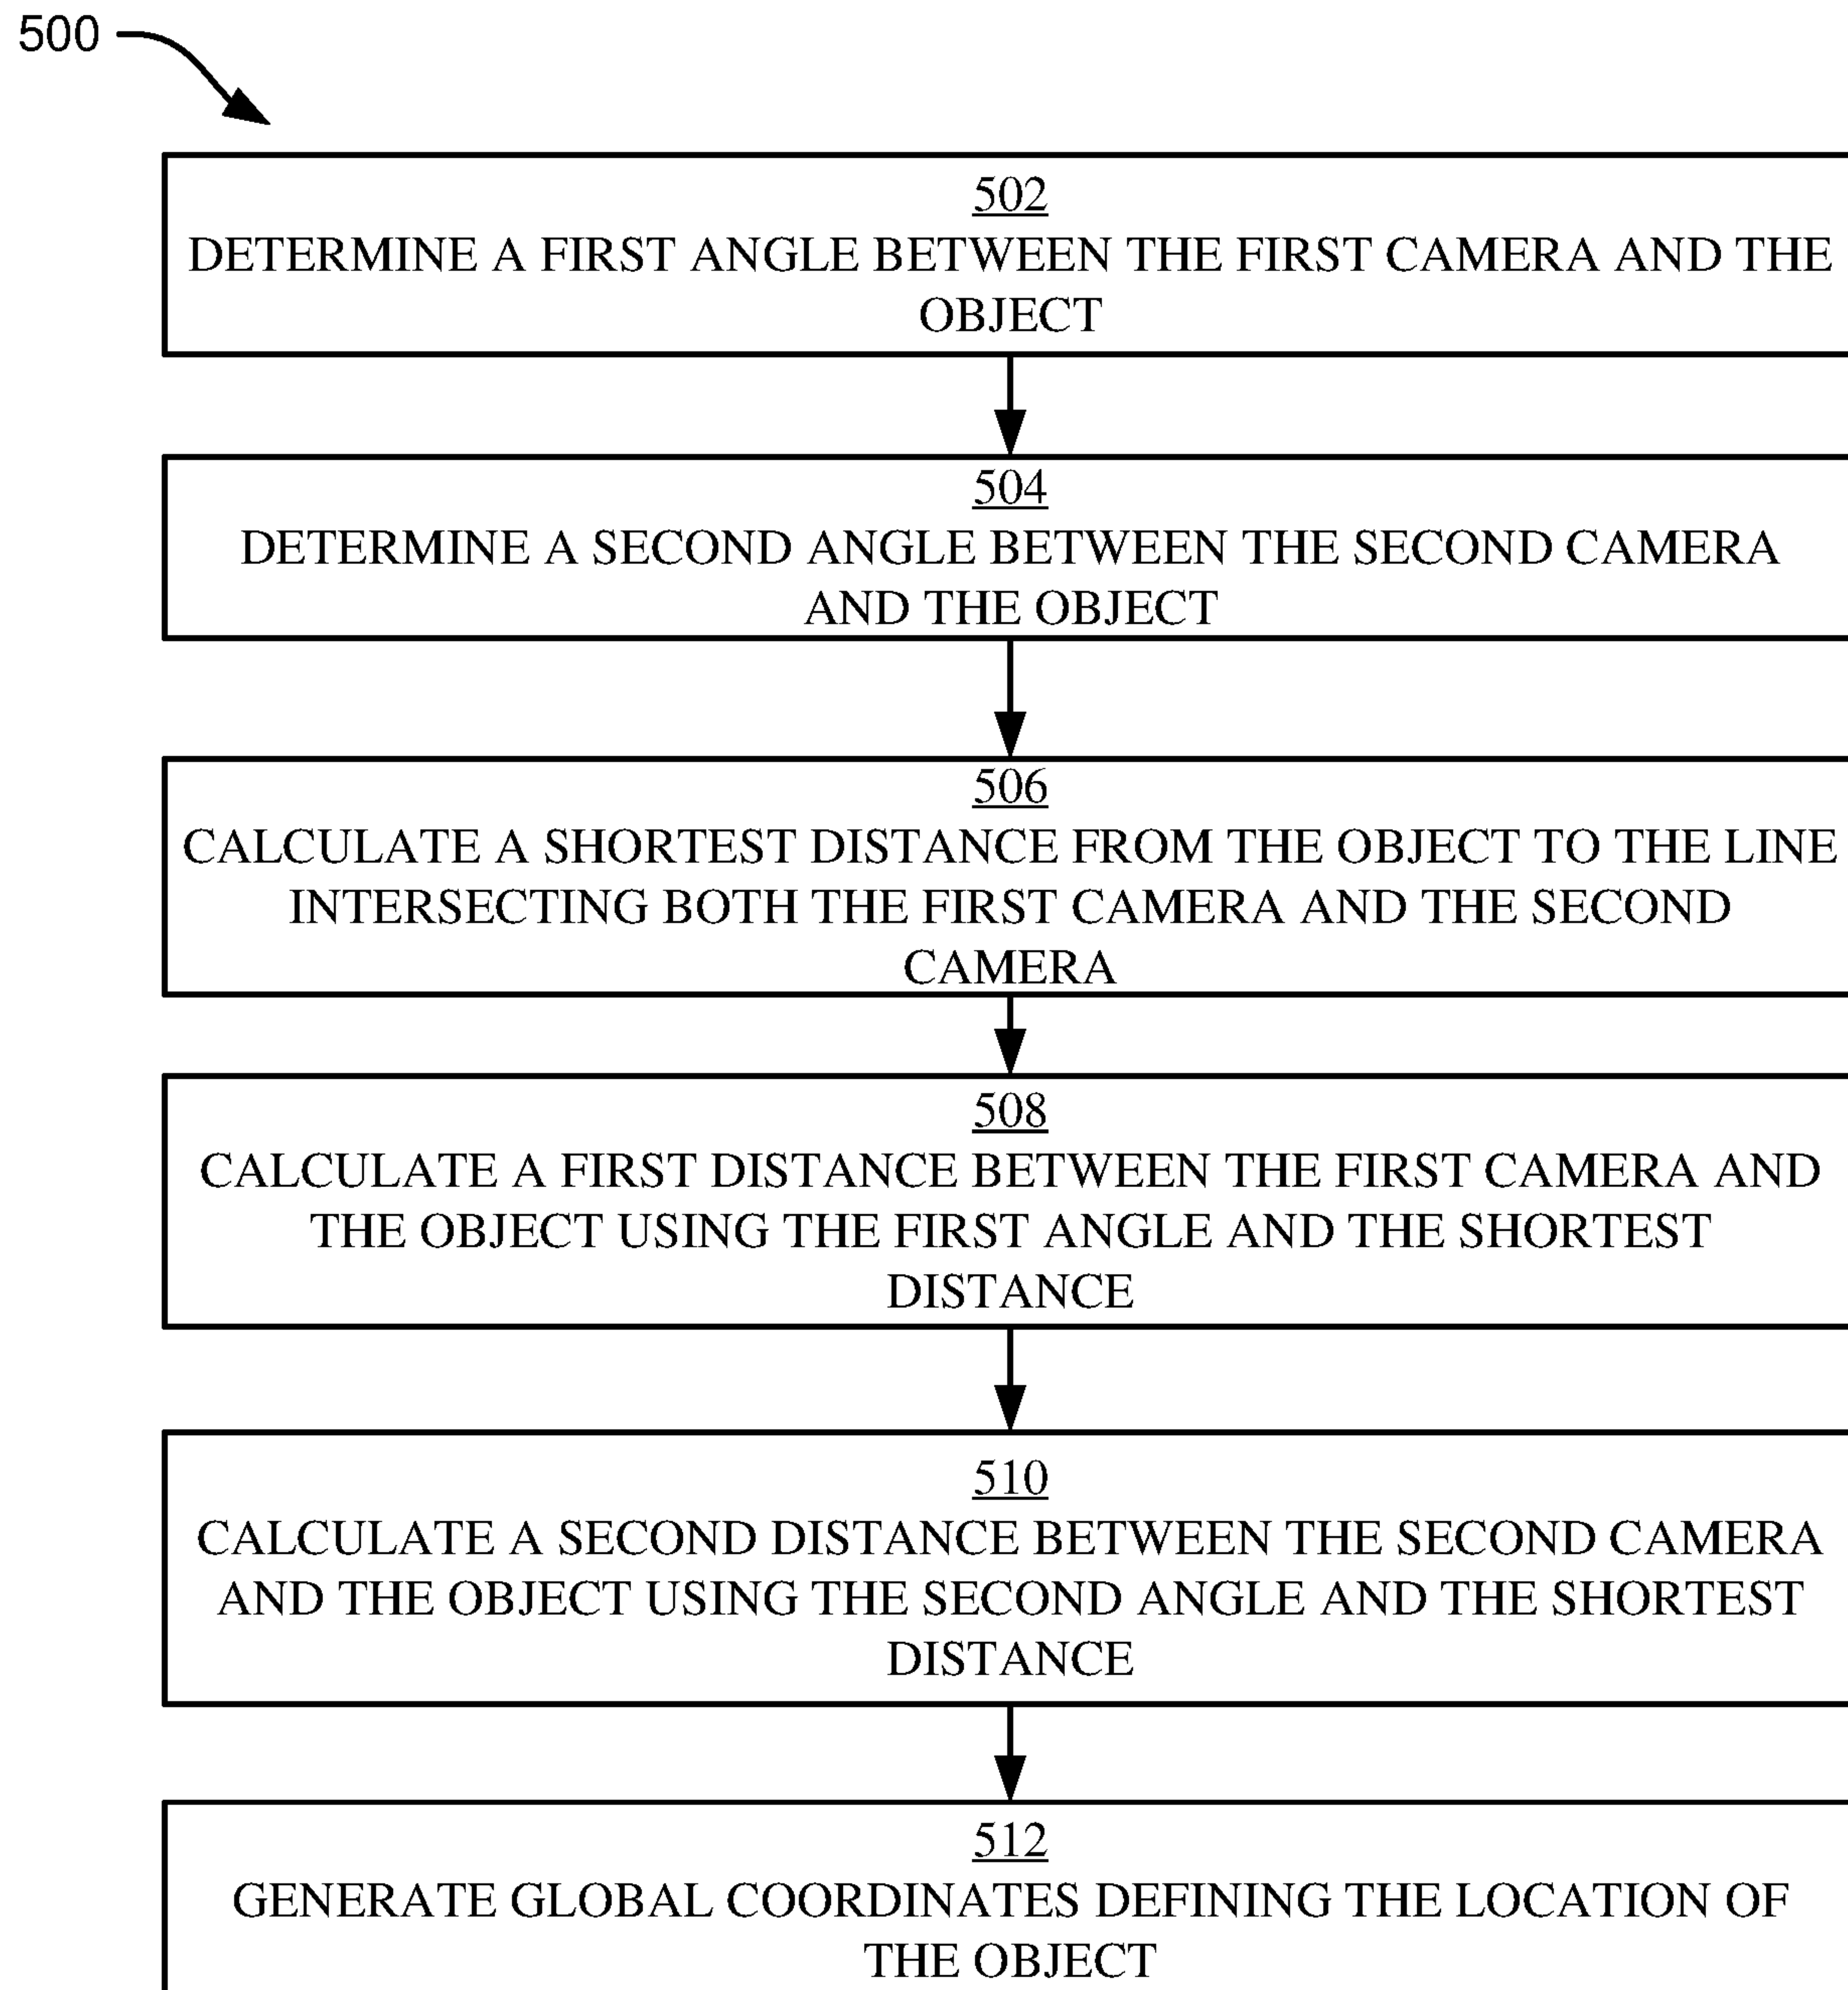 500
502
DETERMINE A FIRST ANGLE BETWEEN THE FIRST CAMERA AND THE
OBJECT
504
DETERMINE A SECOND ANGLE BETWEEN THE SECOND CAMERA
AND THE OBJECT
506
CALCULATE A SHORTEST DISTANCE FROM THE OBJECT TO THE LINE
INTERSECTING BOTH THE FIRST CAMERA AND THE SECOND
CAMERA
508
CALCULATE A FIRST DISTANCE BETWEEN THE FIRST CAMERA AND
THE OBJECT USING THE FIRST ANGLE AND THE SHORTEST
DISTANCE
510
CALCULATE A SECOND DISTANCE BETWEEN THE SECOND CAMERA
AND THE OBJECT USING THE SECOND ANGLE AND THE SHORTEST
DISTANCE
512
GENERATE GLOBAL COORDINATES DEFINING THE LOCATION OF
THE OBJECT